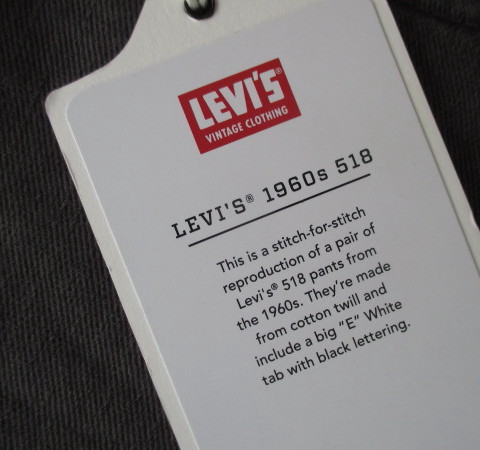 LEVI'S®
VINTAGE CLOTHING
LEVI'S® 1960s 518
This is a stitch-for-stitch
reproduction of a pair of
Levi's® 518 pants from
the 1960s. They're made
from cotton twill and
include a big "E" White
tab with black lettering.